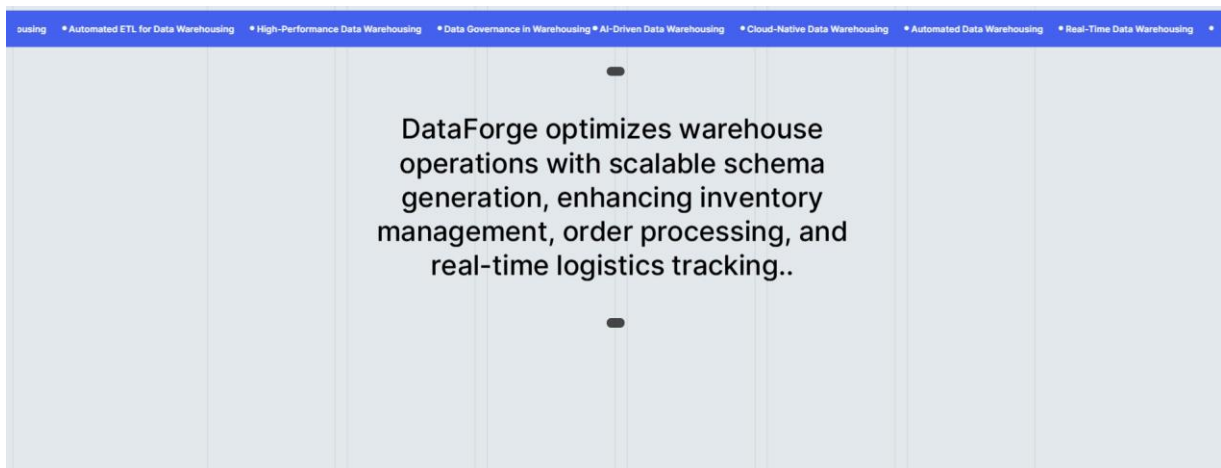 ousing • Automated ETL for Data Warehousing • High-Performance Data Warehousing • Data Governance in Warehousing • AI-Driven Data Warehousing • Cloud-Native Data Warehousing • Automated Data Warehousing • Real-Time Data Warehousing •
DataForge optimizes warehouse
operations with scalable schema
generation, enhancing inventory
management, order processing, and
real-time logistics tracking..